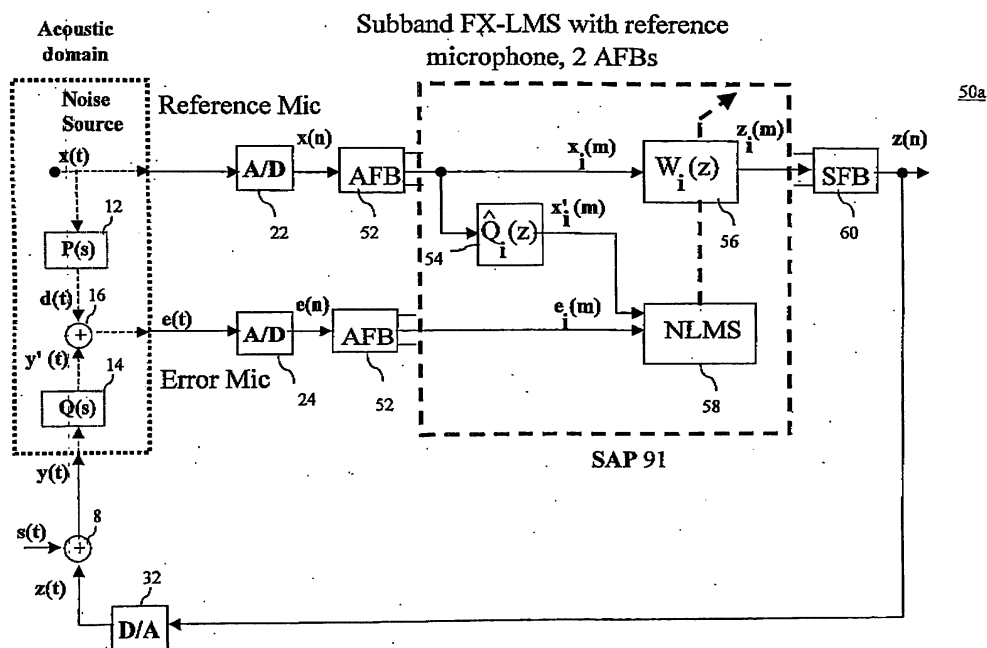 Acoustic
domain
Subband FX-LMS with reference
microphone, 2 AFBs
50a
Noise
Source
Reference Mic
x(t)
A/D
x(n)
AFB
x_i(m)
W_i(z)
z_i(m)
SFB
z(n)
22
52
56
60
12
P(s)
54
Q̂_i(z)
x'_i(m)
d(t)
16
+
e(t)
A/D
e(n)
AFB
e_i(m)
NLMS
y'(t)
14
Q(s)
Error Mic
24
52
58
SAP 91
y(t)
s(t)
+
8
z(t)
32
D/A